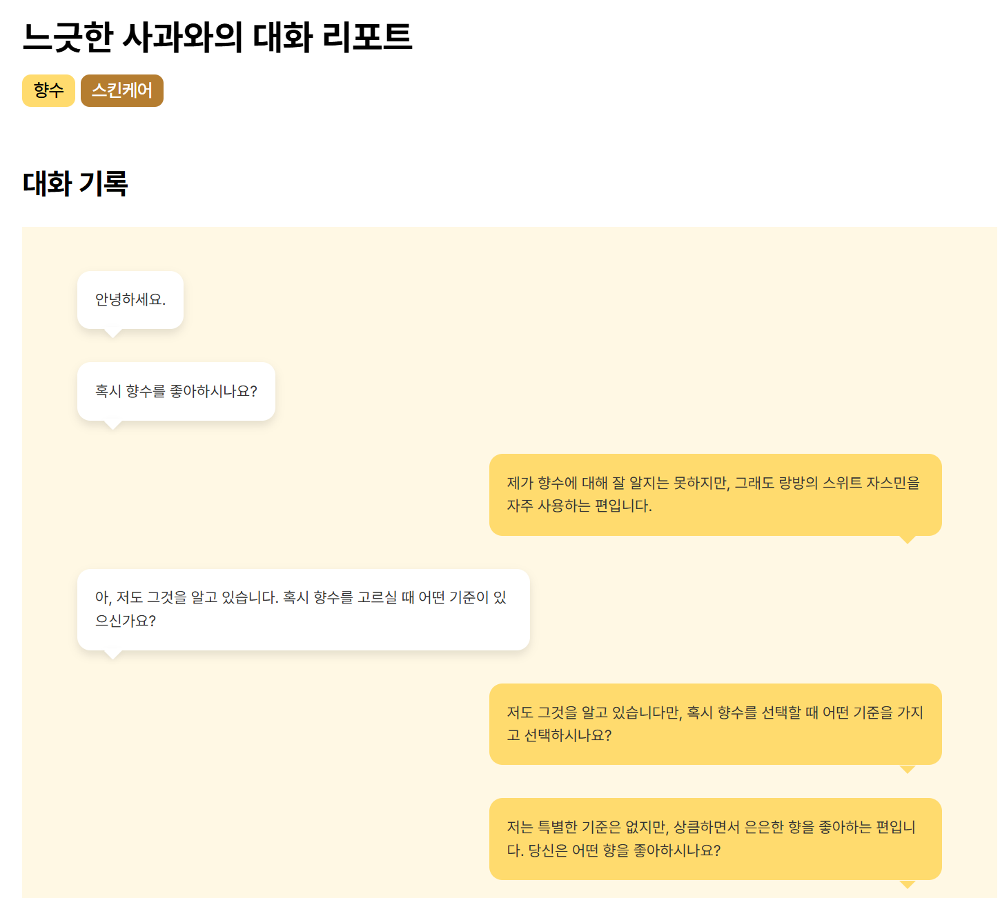 느긋한 사과와의 대화 리포트
향수 스킨케어
대화 기록
안녕하세요.
혹시 향수를 좋아하시나요?
제가 향수에 대해 잘 알지는 못하지만, 그래도 랑방의 스위트 자스민을
자주 사용하는 편입니다.
아, 저도 그것을 알고 있습니다. 혹시 향수를 고르실 때 어떤 기준이 있
으신가요?
저도 그것을 알고 있습니다만, 혹시 향수를 선택할 때 어떤 기준을 가지
고 선택하시나요?
저는 특별한 기준은 없지만, 상큼하면서 은은한 향을 좋아하는 편입니
다. 당신은 어떤 향을 좋아하시나요?